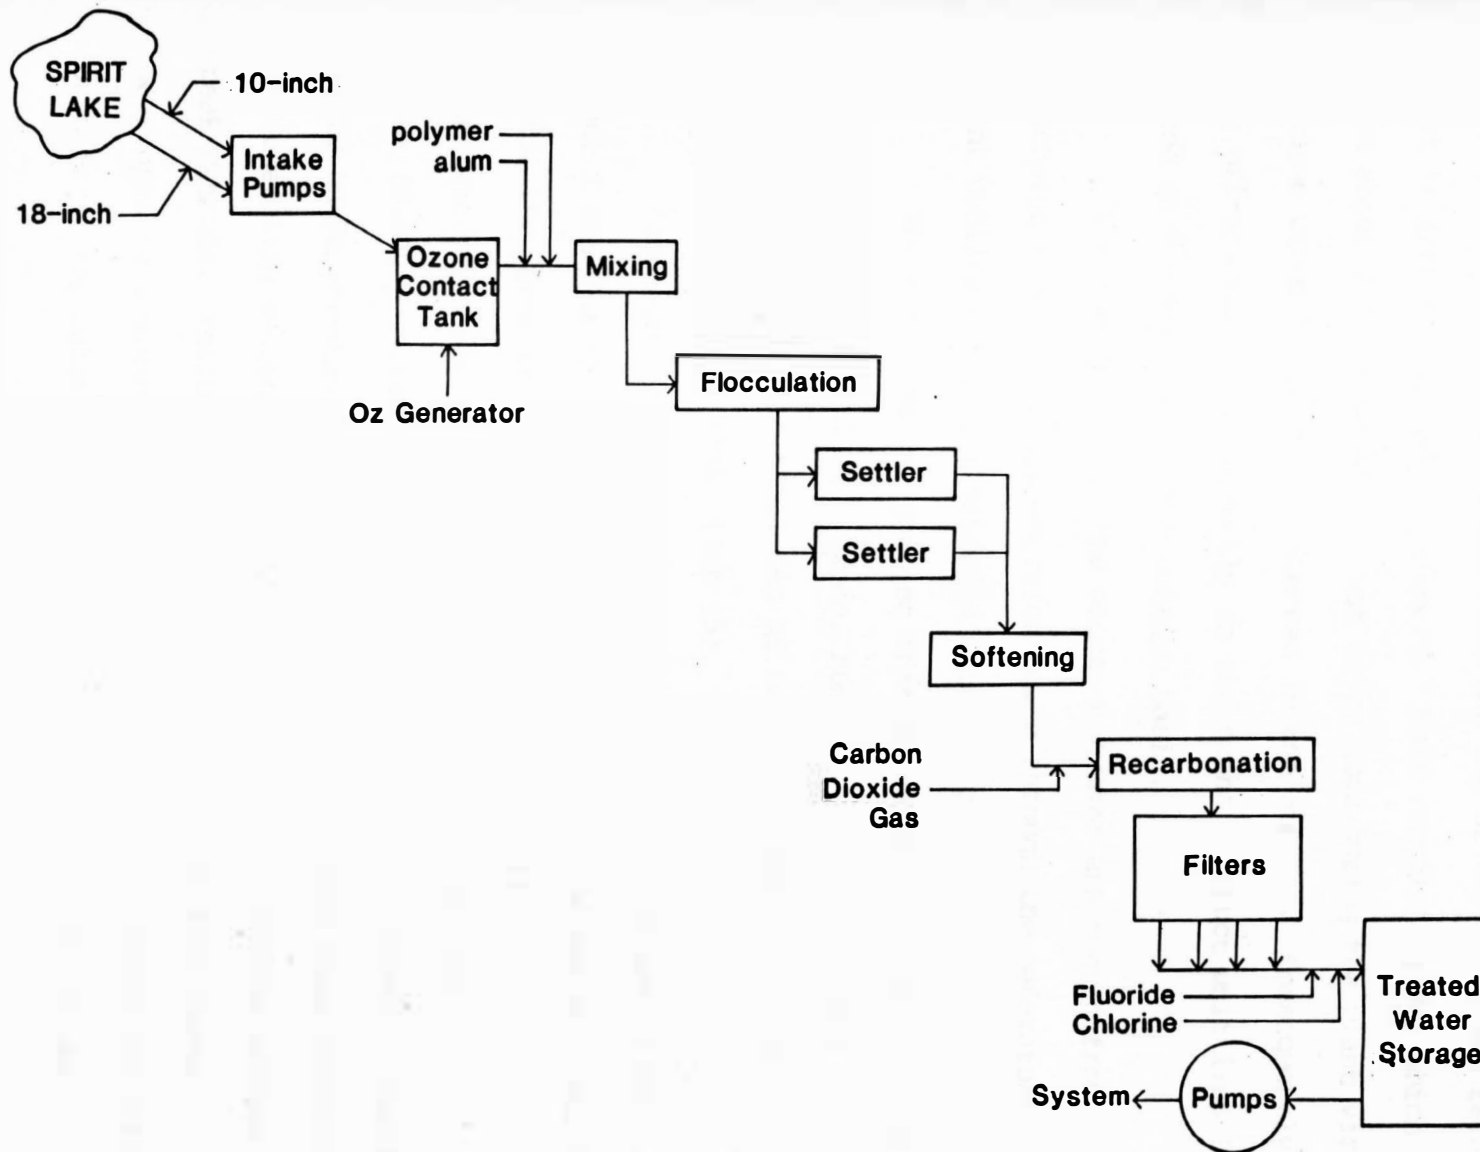 SPIRIT
LAKE
10-inch
18-inch
Intake
Pumps
polymer
alum
Ozone
Contact
Tank
Oz Generator
Mixing
Flocculation
Settler
Settler
Softening
Carbon
Dioxide
Gas
Recarbonation
Filters
Fluoride
Chlorine
Treated
Water
Storage
Pumps
System